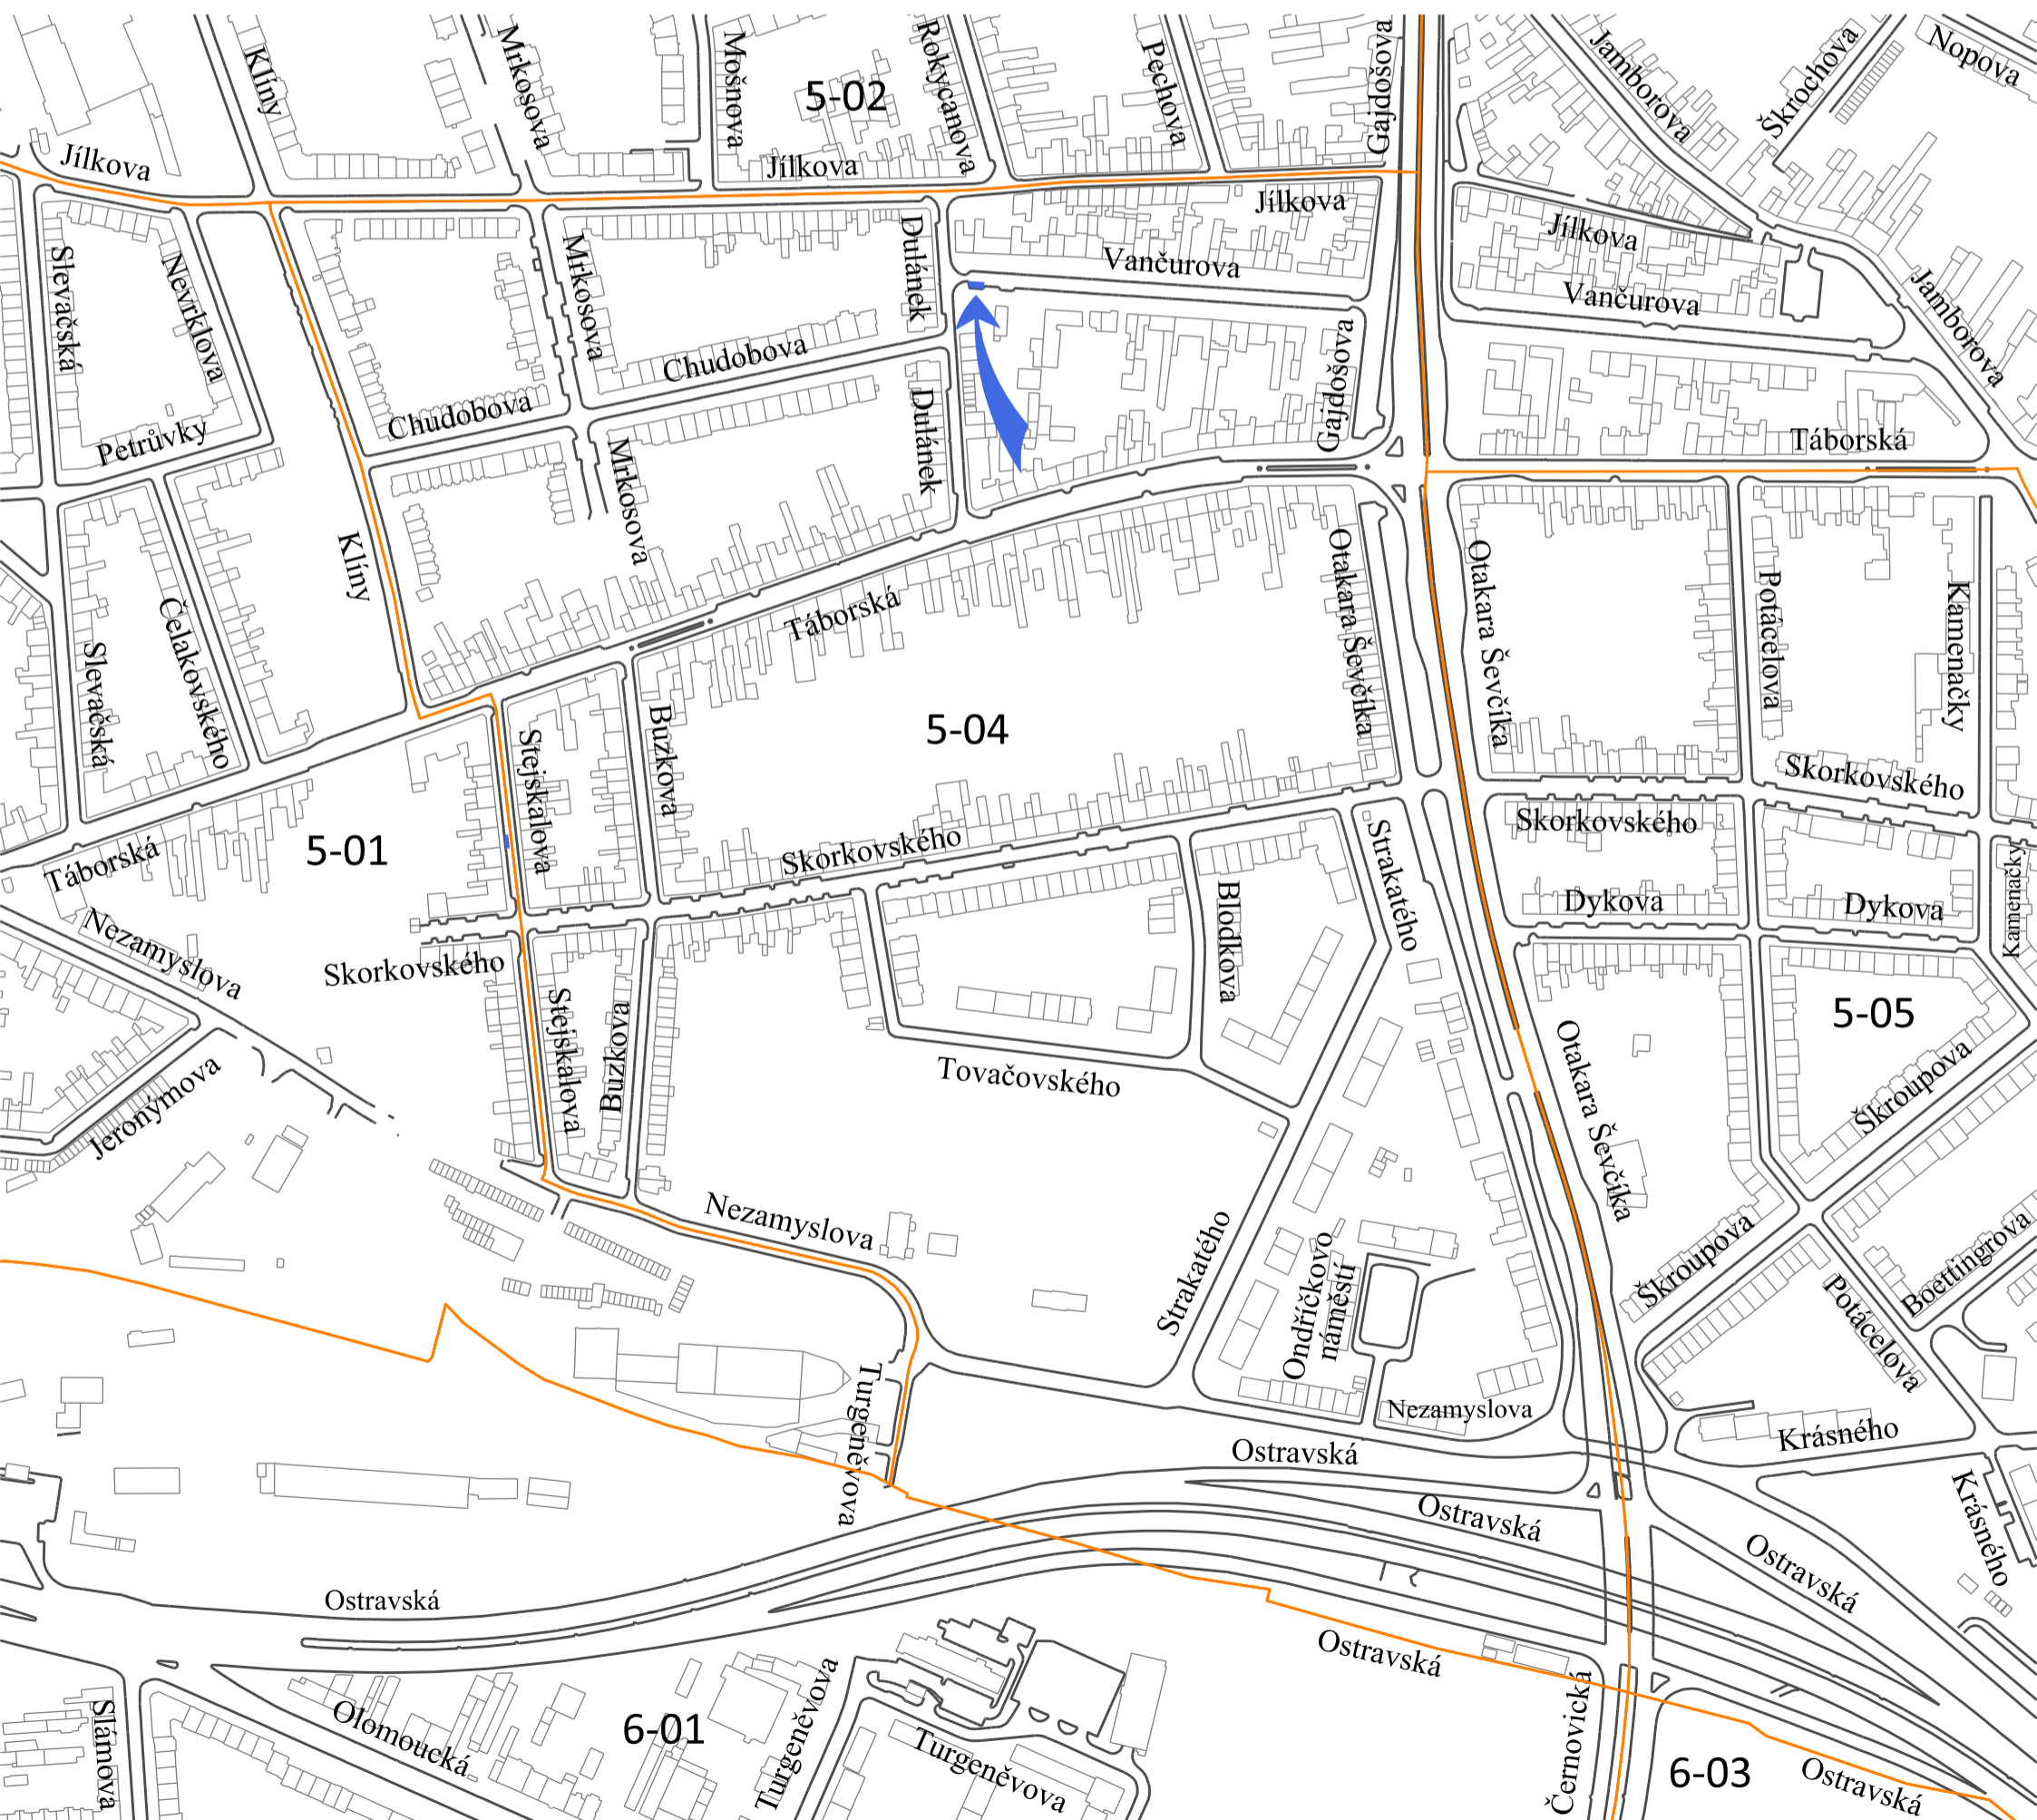 Klíny
Mrkosova
Mošnova
5-02
Rokycanova
Pechova
Gajdošova
Jamborova
Škrochova
Nopova
Jílkova
Jílkova
Jílkova
Jílkova
Slevačská
Nevrklova
Mrkosova
Dulánek
Vančurova
Vančurova
Jamborova
Chudobova
Gajdošova
Chudobova
Petrůvky
Dulánek
Táborská
Mrkosova
Klíny
Čelakovského
Slevačská
Táborská
Otakara Ševčíka
Otakara Ševčíka
Potácelova
Kamenačky
Stejskalova
Buzkova
5-04
Skorkovského
5-01
Táborská
Skorkovského
Skorkovského
Strakatého
Kamenačky
Dykova
Dykova
Nezamyslova
Skorkovského
Blodkova
Stejskalova
Buzkova
5-05
Otakara Ševčíka
Jeronýmova
Tovačovského
Škroupova
Nezamyslova
Strakatého
Ondříčkovo
náměstí
Škroupova
Boettingrova
Potácelova
Turgeněvova
Nezamyslova
Krásného
Ostravská
Ostravská
Krásného
Ostravská
Ostravská
Ostravská
Slámova
Olomoucká
6-01
Turgeněvova
Turgeněvova
Černovická
6-03
Ostravská